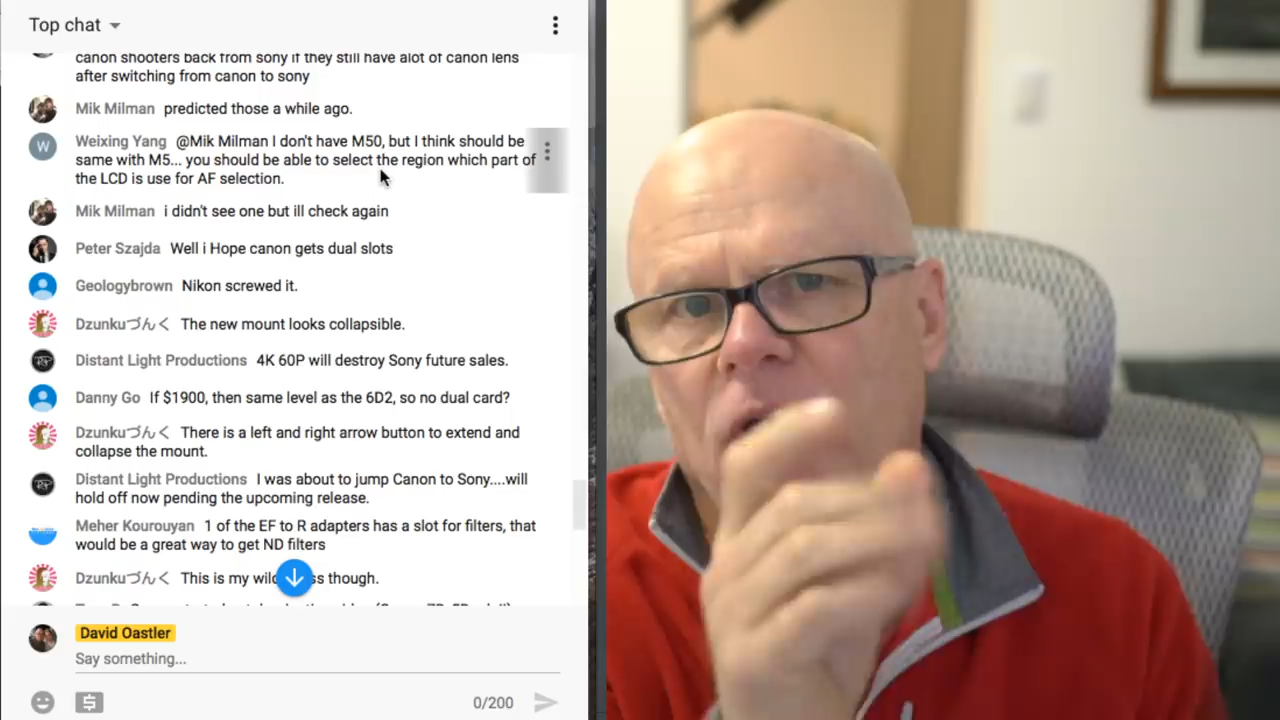 Top chat
canon shooters back from sony if they still have alot of canon lens
after switching from canon to sony
Mik Milman predicted those a while ago.
W
Weixing Yang @Mik Milman I don't have M50, but I think should be
same with M5... you should be able to select the region which part of
the LCD is use for AF selection.
Mik Milman i didn't see one but ill check again
Peter Szajda Well i Hope canon gets dual slots
Geologybrown Nikon screwed it.
Dzunkuづんく The new mount looks collapsible.
Distant Light Productions 4K 60P will destroy Sony future sales.
Danny Go If $1900, then same level as the 6D2, so no dual card?
Dzunkuづんく There is a left and right arrow button to extend and
collapse the mount.
Distant Light Productions I was about to jump Canon to Sony....will
hold off now pending the upcoming release.
Meher Kourouyan 1 of the EF to R adapters has a slot for filters, that
would be a great way to get ND filters
Dzunkuづんく This is my though.
David Oastler
Say something...
0/200